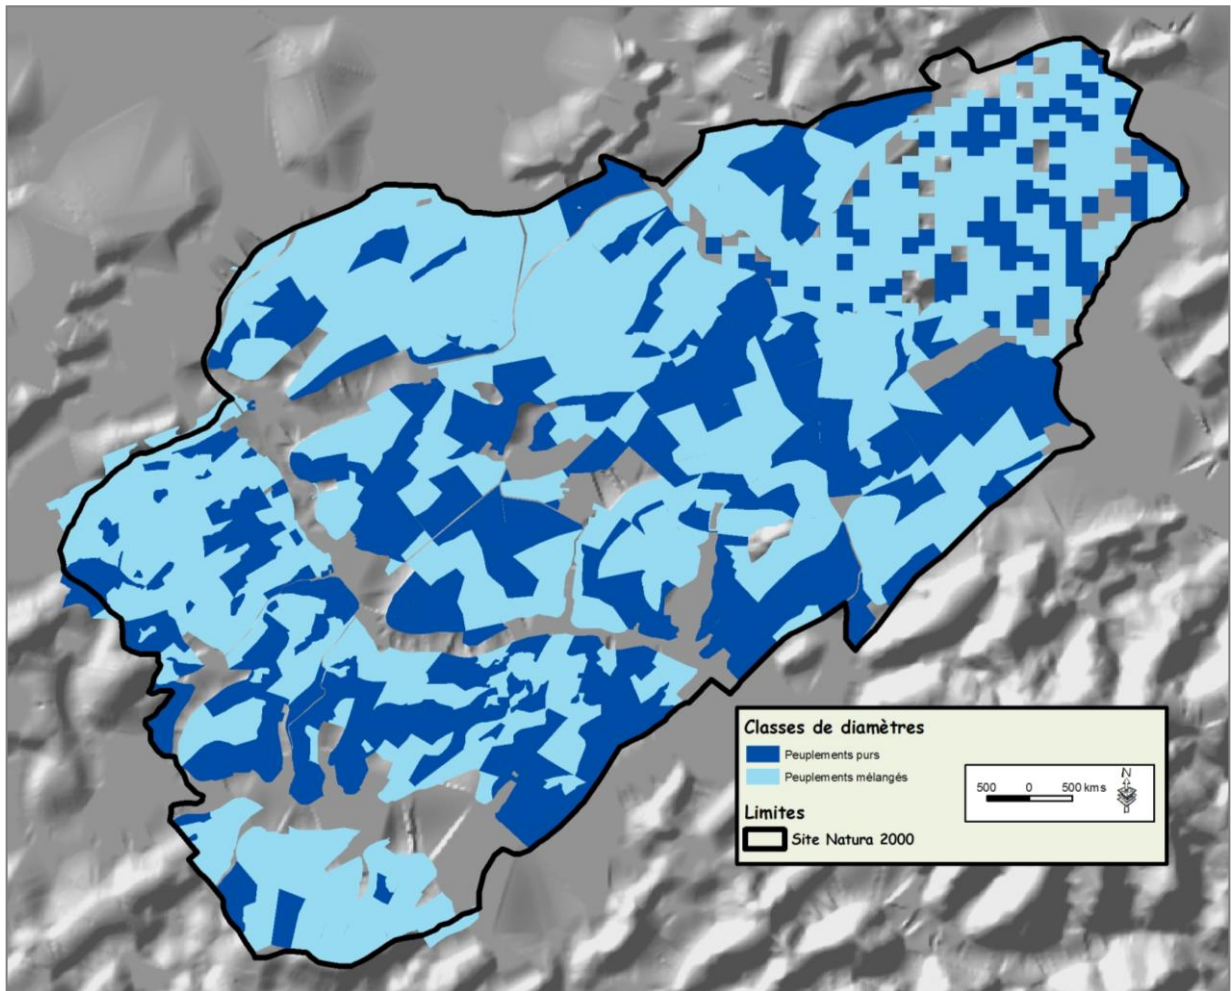 Classes de diamètres
Peuplements purs
Peuplements mélangés
Limites
Site Natura 2000
500 0 500 kms
N